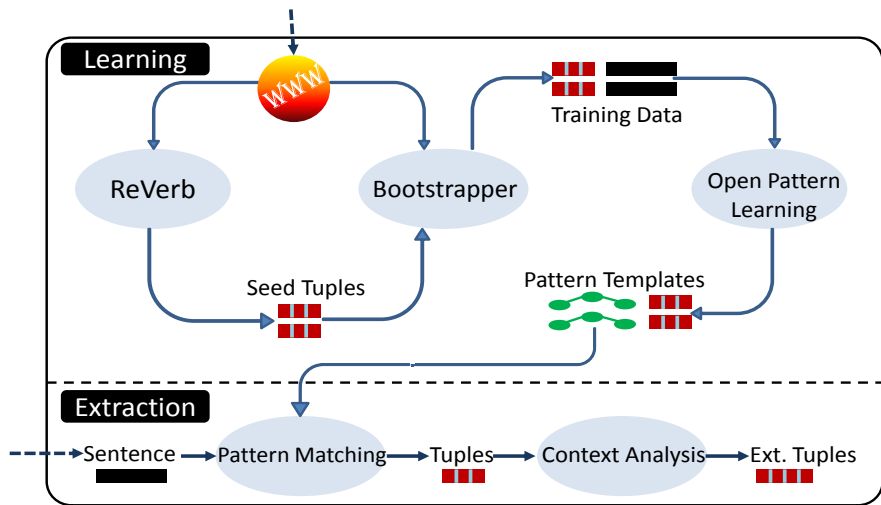 Learning
WWW
Training Data
ReVerb
Bootstrapper
Open Pattern
Learning
Seed Tuples
Pattern Templates
Extraction
Sentence
Pattern Matching
Tuples
Context Analysis
Ext. Tuples